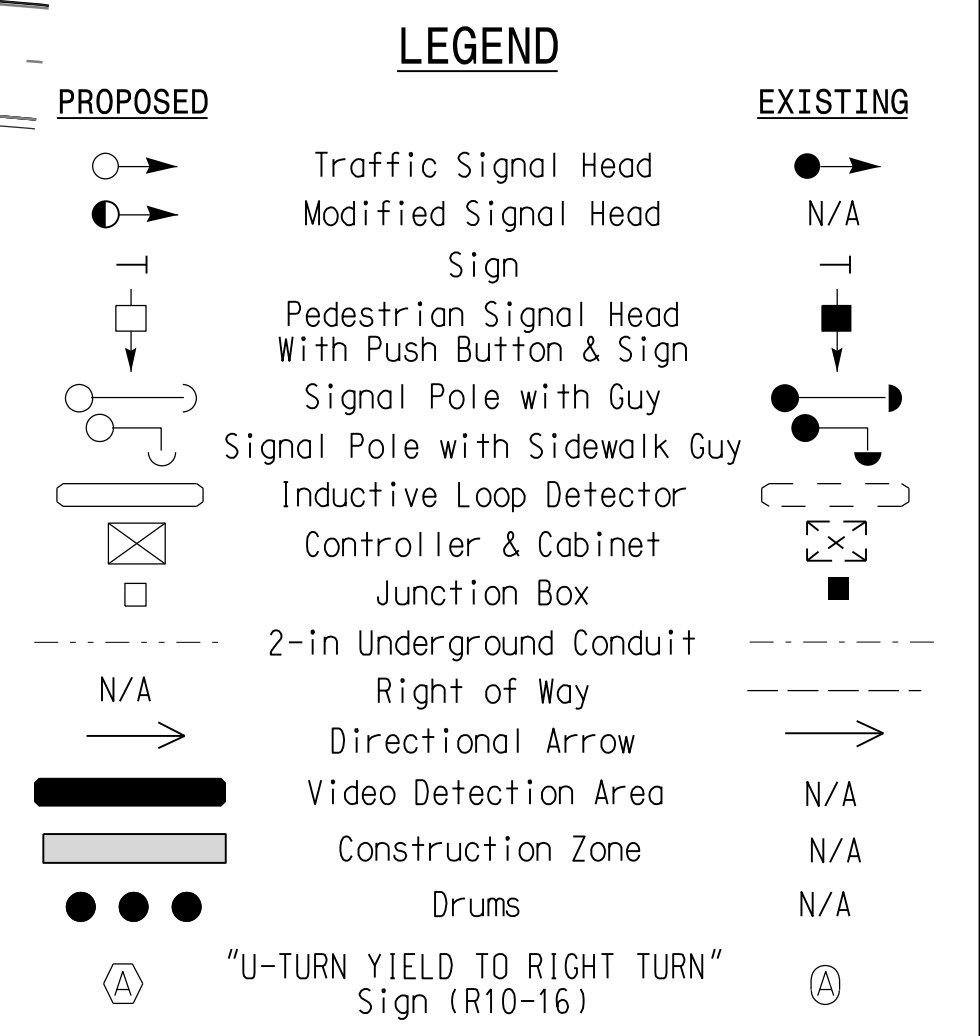 LEGEND
PROPOSED EXISTING
Traffic Signal Head
Modified Signal Head N/A
Sign
Pedestrian Signal Head
With Push Button & Sign
Signal Pole with Guy
Signal Pole with Sidewalk Guy
Inductive Loop Detector
Controller & Cabinet
Junction Box
2-in Underground Conduit
N/A Right of Way
Directional Arrow
Video Detection Area N/A
Construction Zone N/A
Drums N/A
"U-TURN YIELD TO RIGHT TURN"
A Sign (R10-16) A